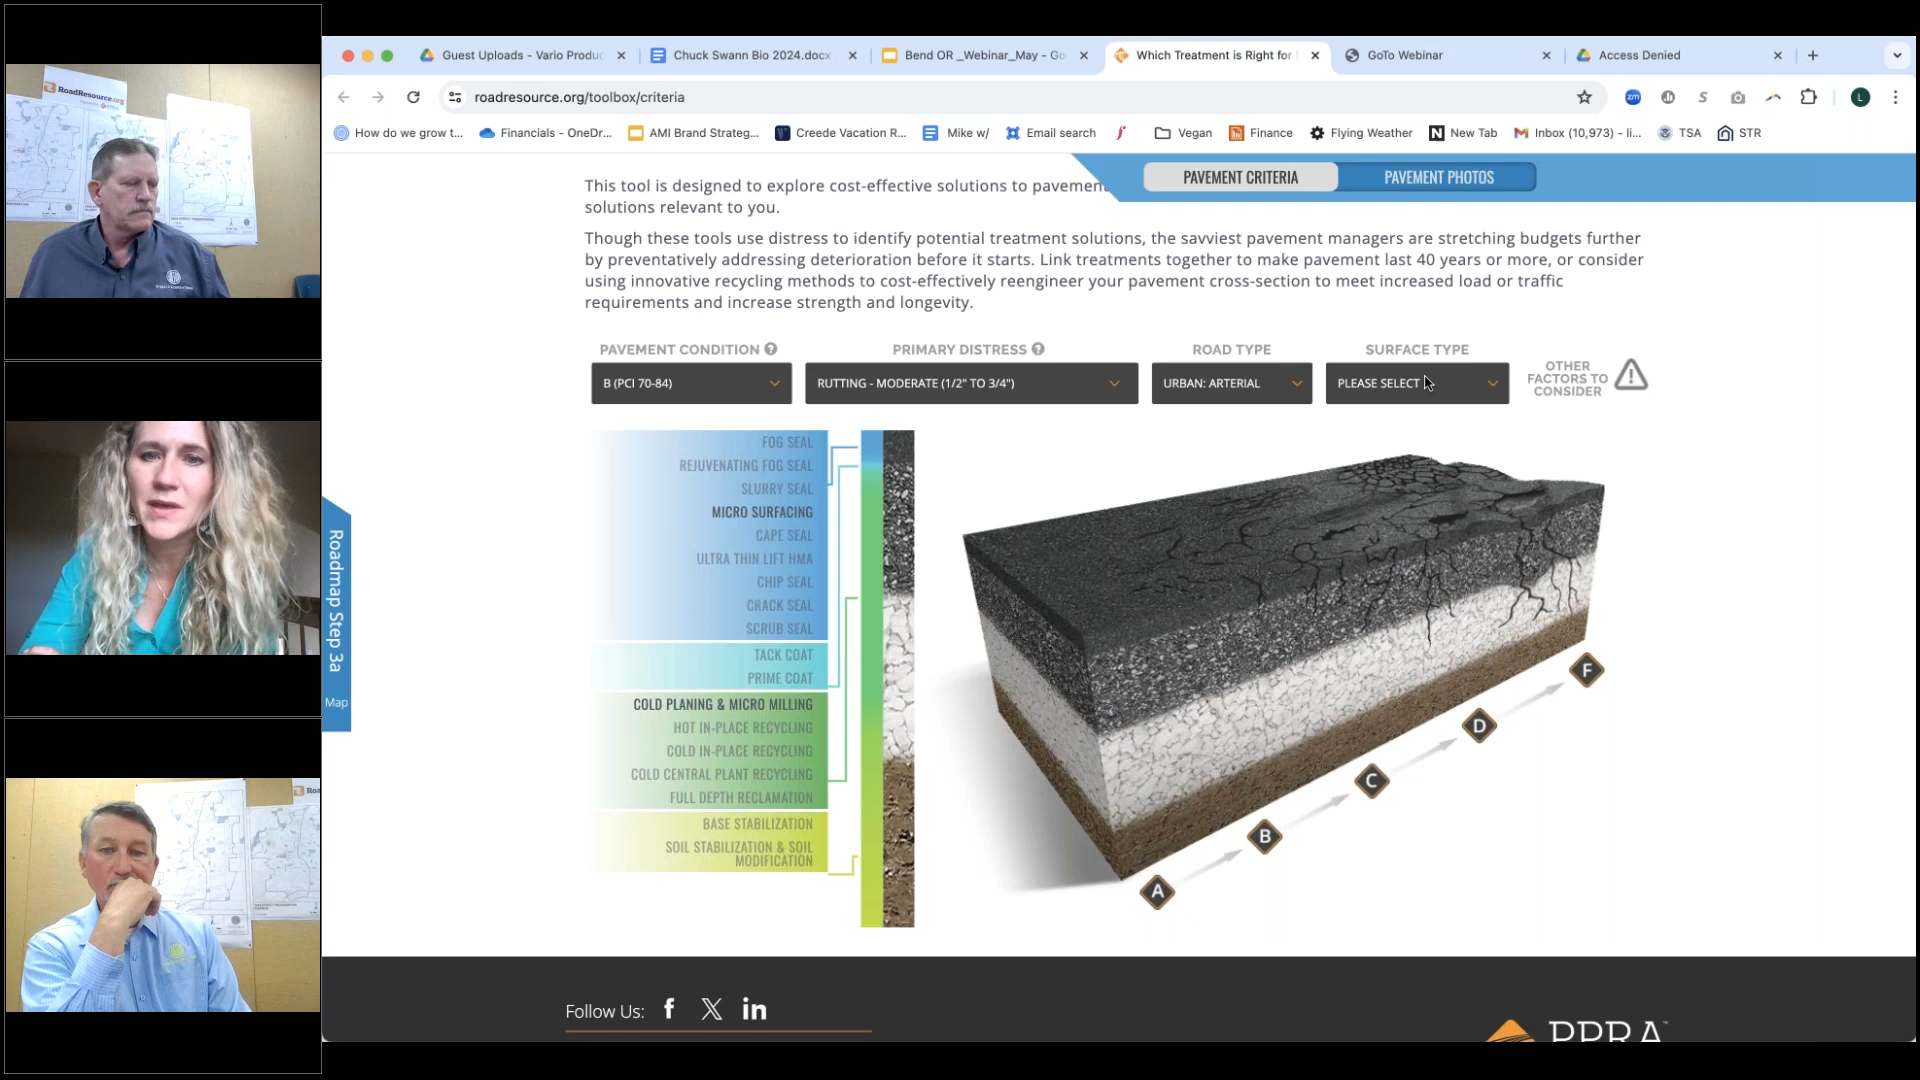 RoadResource.org
Guest Uploads - Vario Produc
Chuck Swann Bio 2024.docx
Bend OR _Webinar_May - Go
Which Treatment is Right for
GoTo Webinar
Access Denied
roadresource.org/toolbox/criteria
L
How do we grow t...
Financials - OneDr...
AMI Brand Strateg...
Creede Vacation R...
Mike w/
Email search
Vegan
Finance
Flying Weather
New Tab
Inbox (10,973) - li...
TSA
STR
PAVEMENT CRITERIA
PAVEMENT PHOTOS
This tool is designed to explore cost-effective solutions to pavemen
solutions relevant to you.
Though these tools use distress to identify potential treatment solutions, the savviest pavement managers are stretching budgets further
by preventatively addressing deterioration before it starts. Link treatments together to make pavement last 40 years or more, or consider
using innovative recycling methods to cost-effectively reengineer your pavement cross-section to meet increased load or traffic
requirements and increase strength and longevity.
PAVEMENT CONDITION ?
PRIMARY DISTRESS ?
ROAD TYPE
SURFACE TYPE
B (PCI 70-84)
RUTTING - MODERATE (1/2" TO 3/4")
URBAN: ARTERIAL
PLEASE SELECT
OTHER
FACTORS TO
CONSIDER
FOG SEAL
REJUVENATING FOG SEAL
SLURRY SEAL
MICRO SURFACING
CAPE SEAL
ULTRA THIN LIFT HMA
CHIP SEAL
CRACK SEAL
SCRUB SEAL
TACK COAT
PRIME COAT
COLD PLANING & MICRO MILLING
HOT IN-PLACE RECYCLING
COLD IN-PLACE RECYCLING
COLD CENTRAL PLANT RECYCLING
FULL DEPTH RECLAMATION
BASE STABILIZATION
SOIL STABILIZATION & SOIL
MODIFICATION
A
B
C
D
F
Roadmap Step 3a
Map
Follow Us:
PPRA